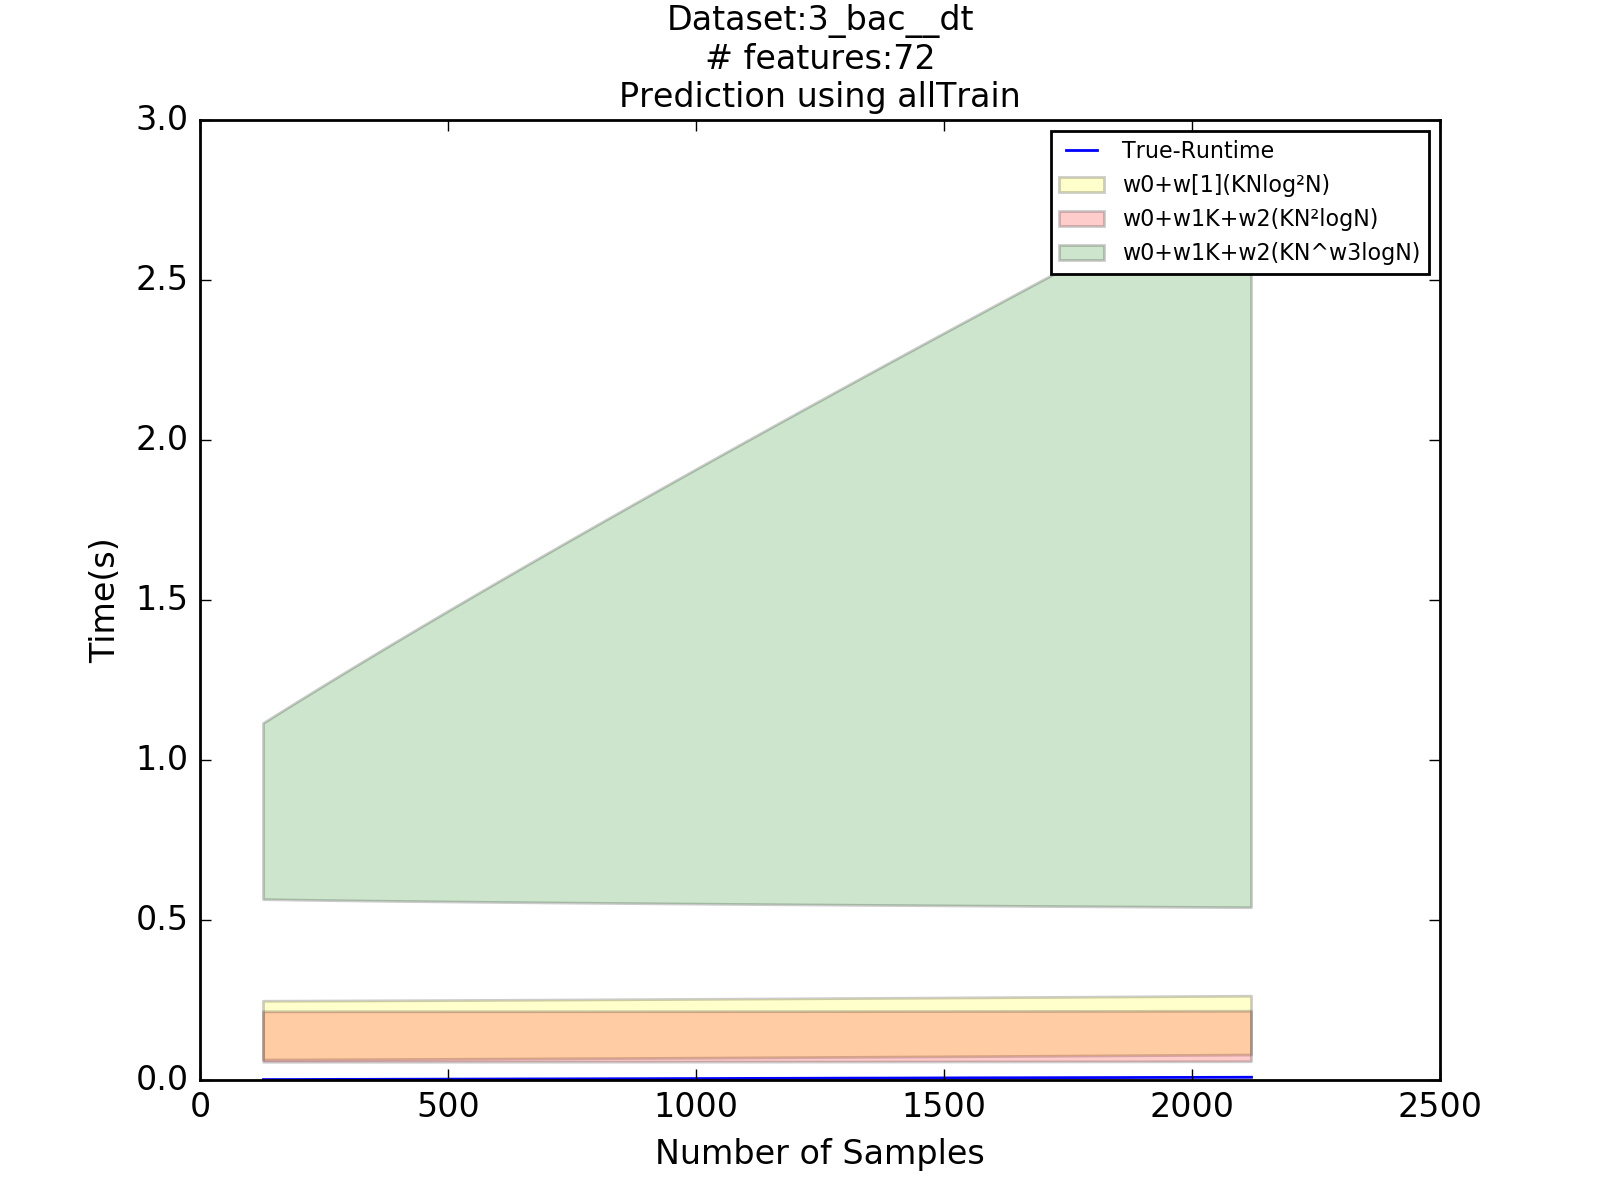 Dataset:3_bac__dt
# features:72
Prediction using allTrain
3.0
2.5
2.0
1.5
1.0
0.5
0.0
Time(s)
True-Runtime
w0+w[1](KNlog²N)
w0+w1K+w2(KN²logN)
w0+w1K+w2(KN^w3logN)
0 500 1000 1500 2000 2500
Number of Samples